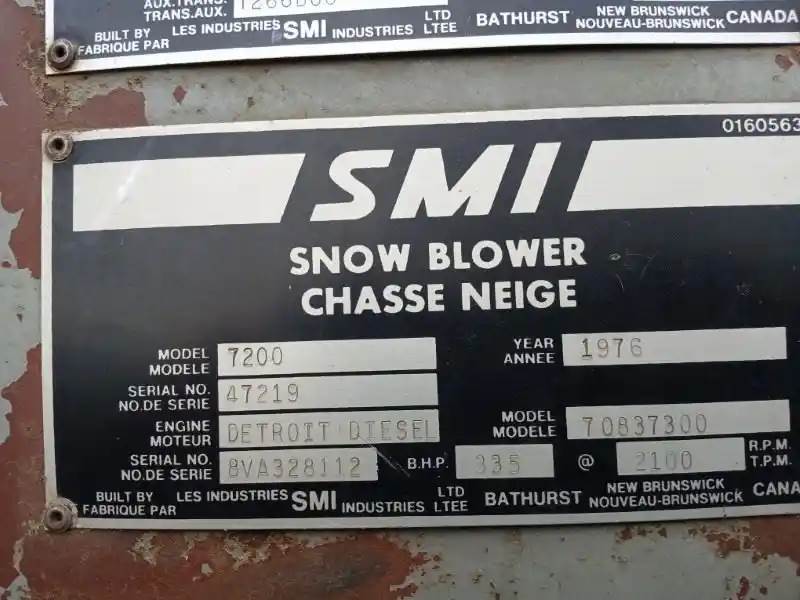 AUX.TRANS.
TRANS.AUX.
BUILT BY LES INDUSTRIES SMI INDUSTRIES LTD BATHURST NEW BRUNSWICK CANADA
FABRIQUE PAR LTEE NOUVEAU-BRUNSWICK
0160563
SMI
SNOW BLOWER
CHASSE NEIGE
MODEL 7200 YEAR 1976
MODELE ANNEE
SERIAL NO. 47219
NO.DE SERIE
ENGINE DETROIT DIESEL MODEL 70837300
MOTEUR MODELE
SERIAL NO. 8VA328112 B.H.P. 335 @ 2100 R.P.M.
NO.DE SERIE T.P.M.
BUILT BY LES INDUSTRIES SMI INDUSTRIES LTD BATHURST NEW BRUNSWICK CANA
FABRIQUE PAR LTEE NOUVEAU-BRUNSWICK